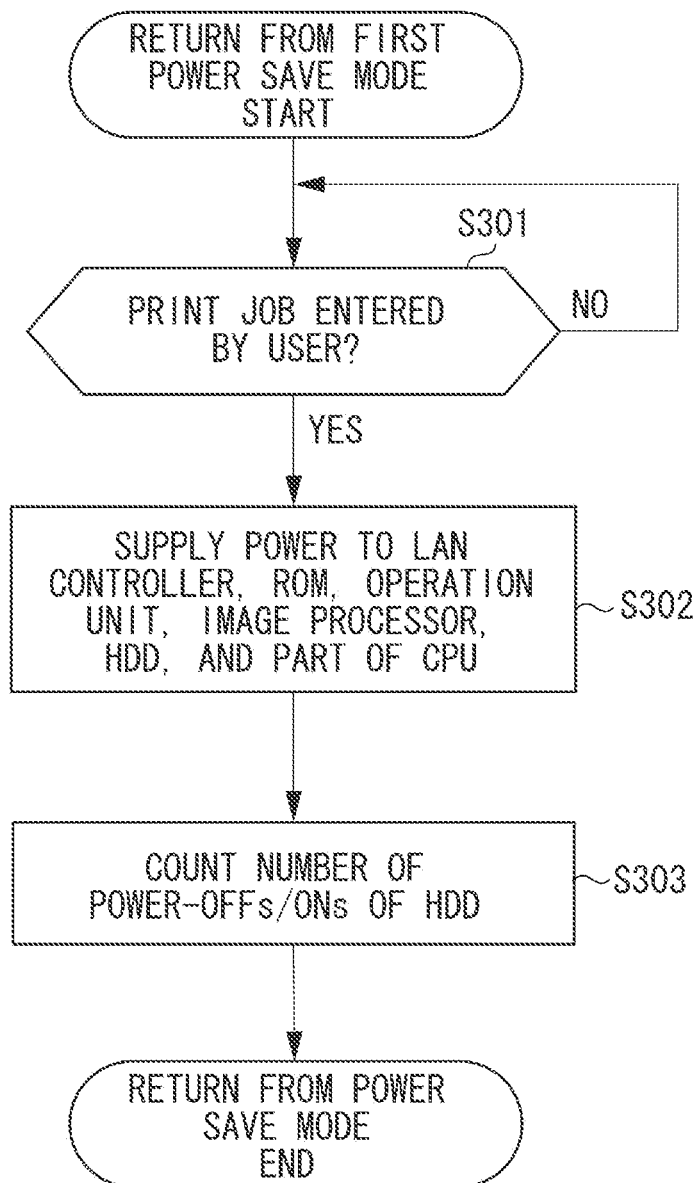 RETURN FROM FIRST
POWER SAVE MODE
START
S301
PRINT JOB ENTERED
BY USER?
NO
YES
SUPPLY POWER TO LAN
CONTROLLER, ROM, OPERATION
UNIT, IMAGE PROCESSOR,
HDD, AND PART OF CPU
S302
COUNT NUMBER OF
POWER-OFFs/ONs OF HDD
S303
RETURN FROM POWER
SAVE MODE
END